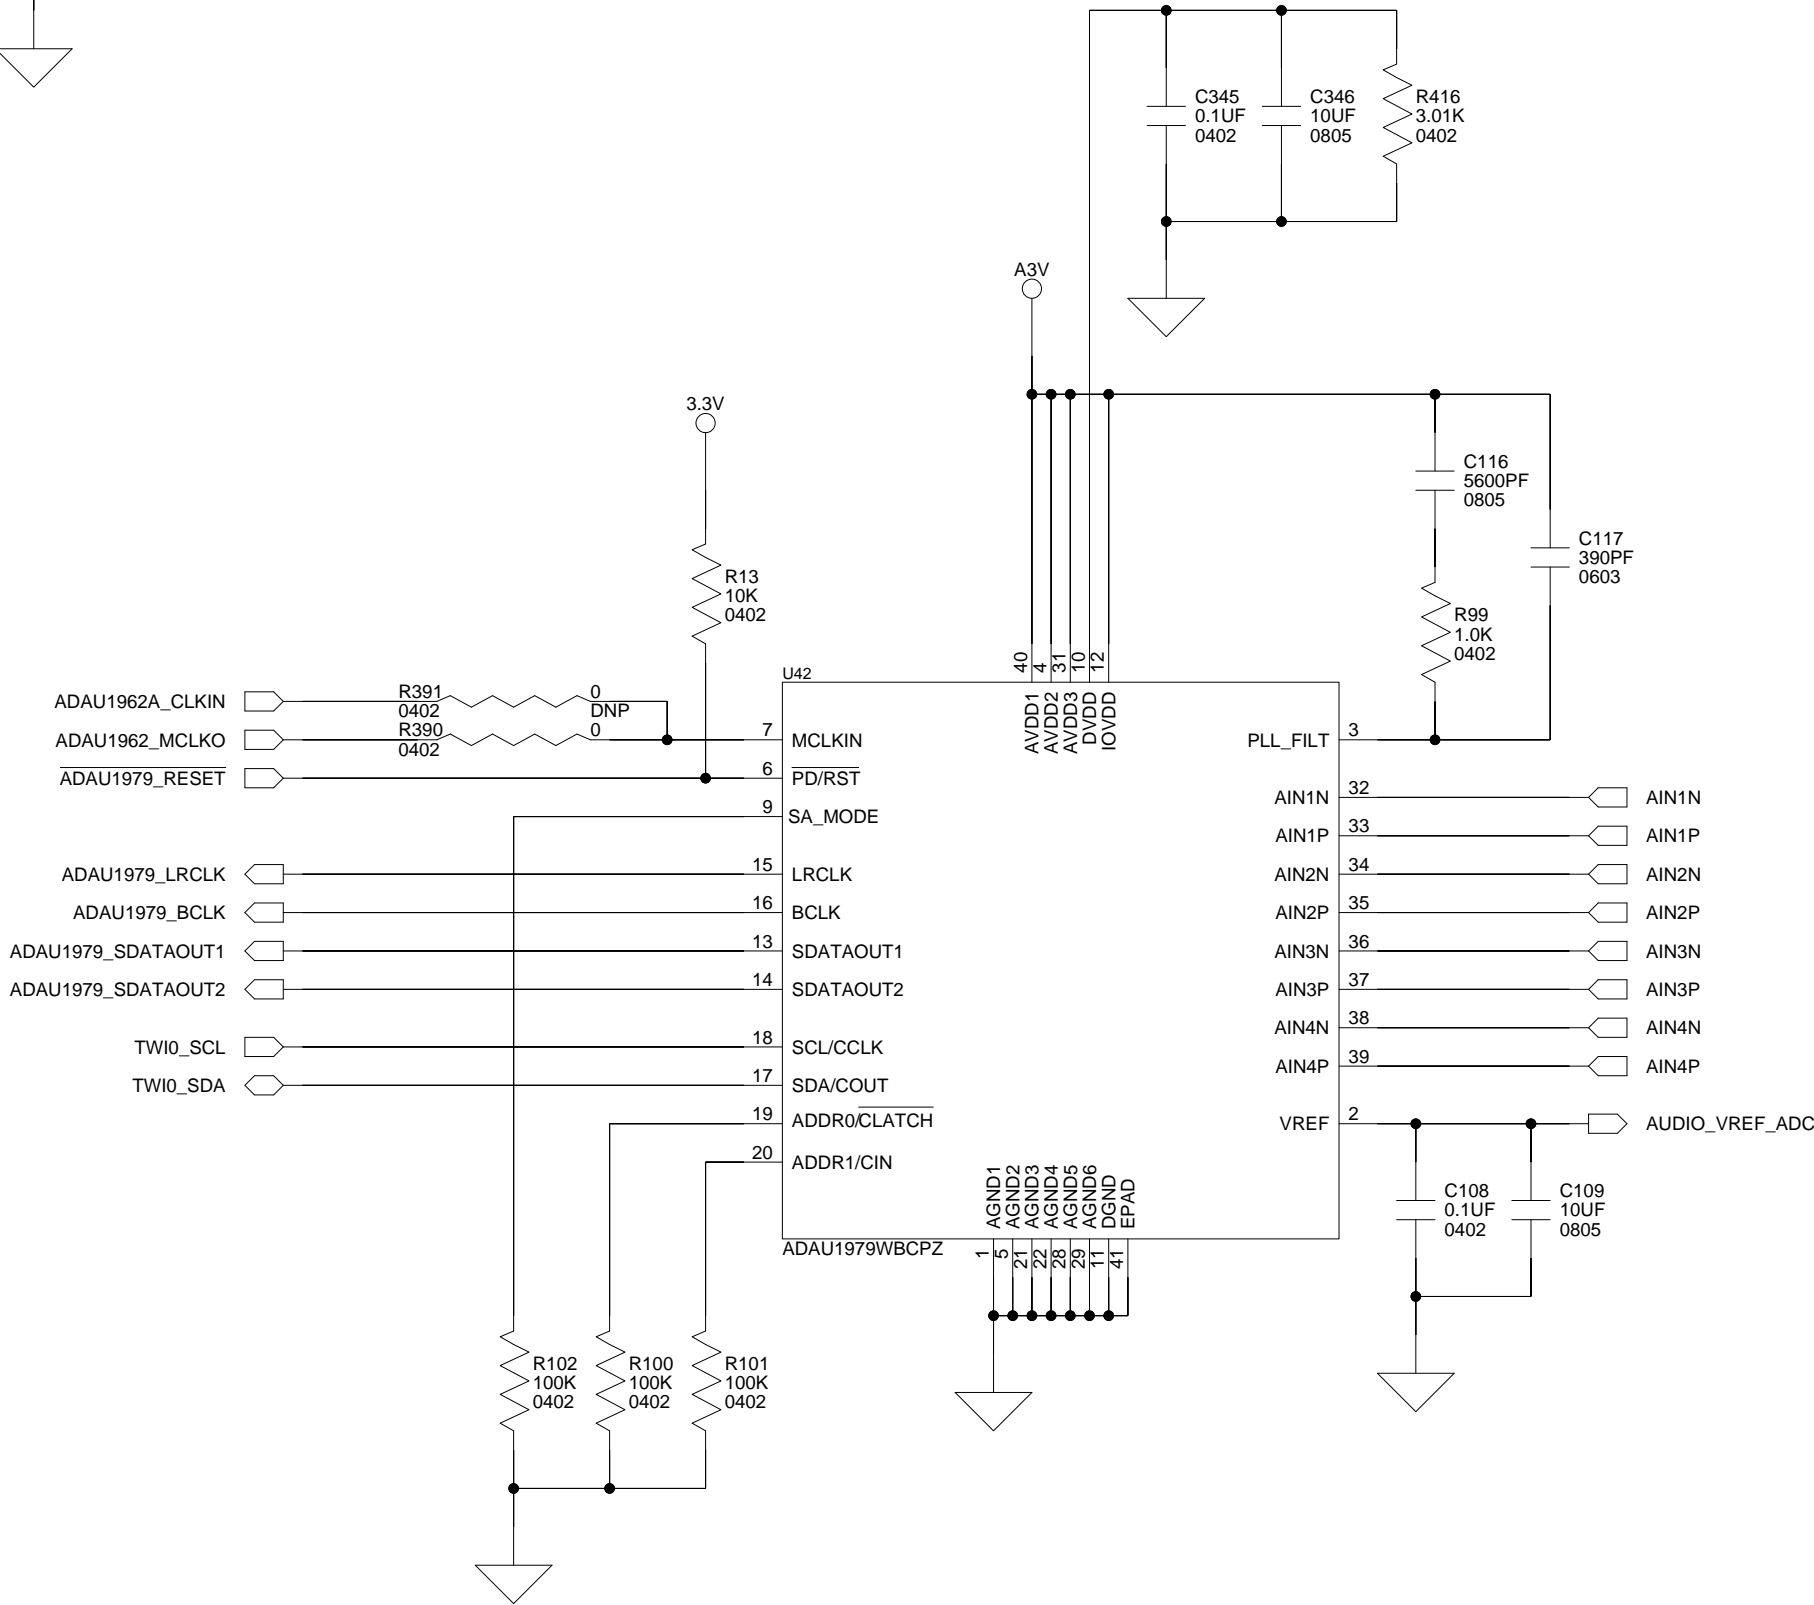 C345
0.1UF
0402
C346
10UF
0805
R416
3.01K
0402
A3V
3.3V
C116
5600PF
0805
C117
390PF
0603
R13
10K
0402
R99
1.0K
0402
U42
40
4
31
10
12
AVDD1
AVDD2
AVDD3
DVDD
IOVDD
ADAU1962A_CLKIN
R391
0402
0
DNP
ADAU1962_MCLKO
R390
0402
0
7
MCLKIN
PLL_FILT
3
ADAU1979_RESET
6
PD/RST
9
SA_MODE
AIN1N
32
AIN1N
AIN1P
33
AIN1P
ADAU1979_LRCLK
15
LRCLK
AIN2N
34
AIN2N
ADAU1979_BCLK
16
BCLK
AIN2P
35
AIN2P
ADAU1979_SDATAOUT1
13
SDATAOUT1
AIN3N
36
AIN3N
ADAU1979_SDATAOUT2
14
SDATAOUT2
AIN3P
37
AIN3P
AIN4N
38
AIN4N
TWI0_SCL
18
SCL/CCLK
AIN4P
39
AIN4P
TWI0_SDA
17
SDA/COUT
19
ADDR0/CLATCH
VREF
2
AUDIO_VREF_ADC
20
ADDR1/CIN
AGND1
AGND2
AGND3
AGND4
AGND5
AGND6
DGND
EPAD
C108
0.1UF
0402
C109
10UF
0805
ADAU1979WBCPZ
1
5
21
22
28
29
11
41
R102
100K
0402
R100
100K
0402
R101
100K
0402